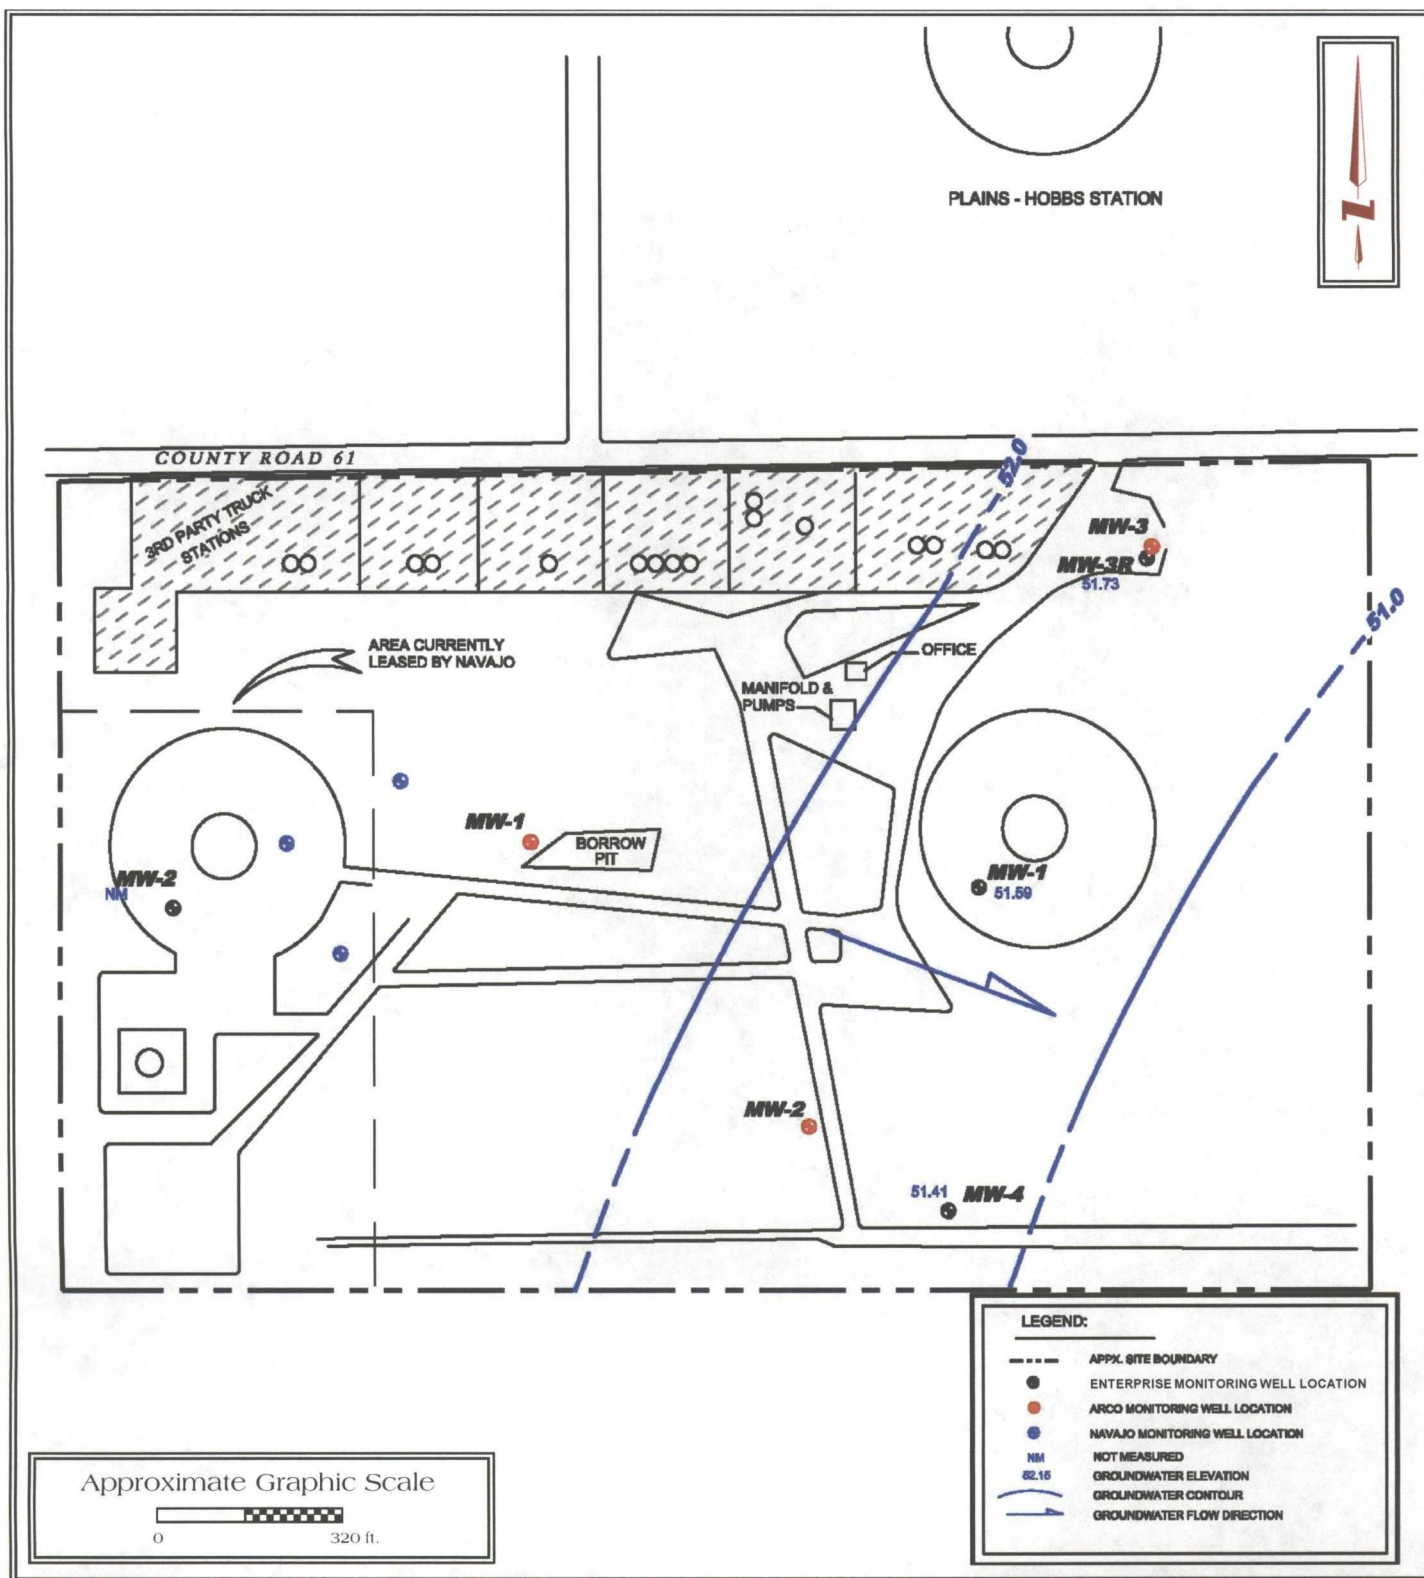 PLAINS - HOBBS STATION
N
COUNTY ROAD 61
52.0
3RD PARTY TRUCK
STATIONS
MW-3
MW-3R
51.73
51.0
AREA CURRENTLY
LEASED BY NAVAJO
OFFICE
MANIFOLD &
PUMPS
MW-1
BORROW
PIT
MW-2
NM
MW-1
51.59
MW-2
51.41
MW-4
LEGEND:
APPX. SITE BOUNDARY
ENTERPRISE MONITORING WELL LOCATION
ARCO MONITORING WELL LOCATION
NAVAJO MONITORING WELL LOCATION
NM NOT MEASURED
52.15 GROUNDWATER ELEVATION
GROUNDWATER CONTOUR
GROUNDWATER FLOW DIRECTION
Approximate Graphic Scale
0 320 ft.